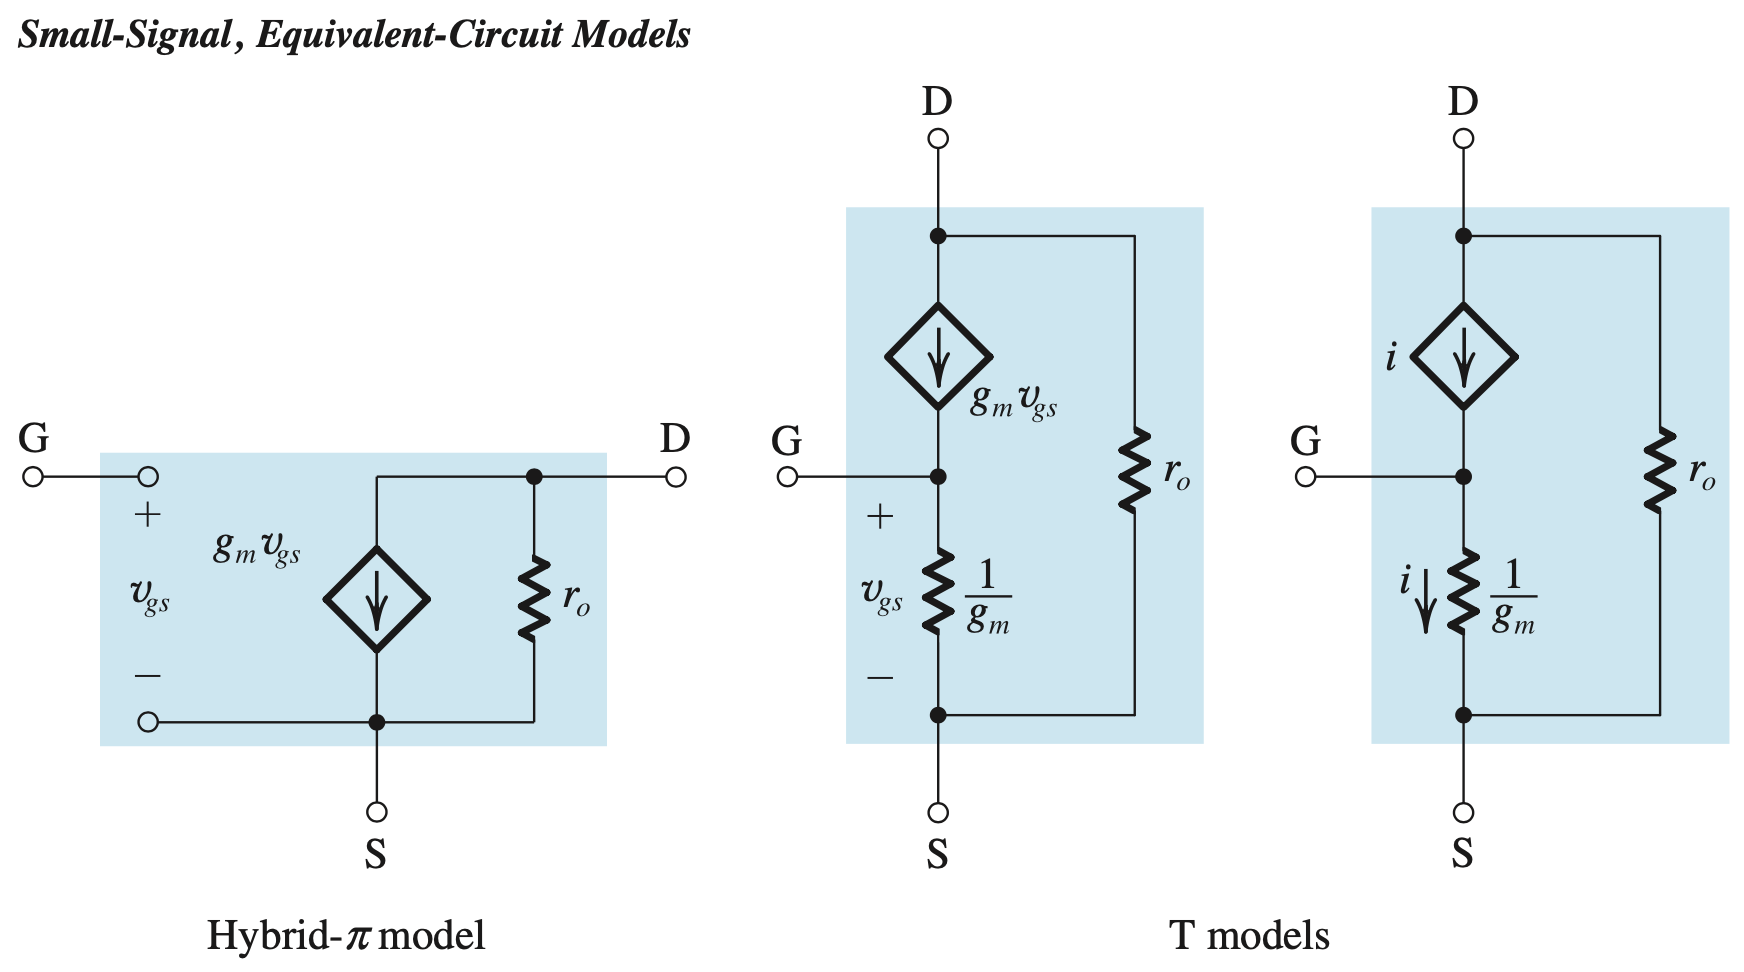 Small-Signal, Equivalent-Circuit Models
G
D
+
v_gs
−
g_m v_gs
r_o
S
Hybrid-π model
D
G
g_m v_gs
+
v_gs
−
1/g_m
r_o
S
D
i
G
i
1/g_m
r_o
S
T models